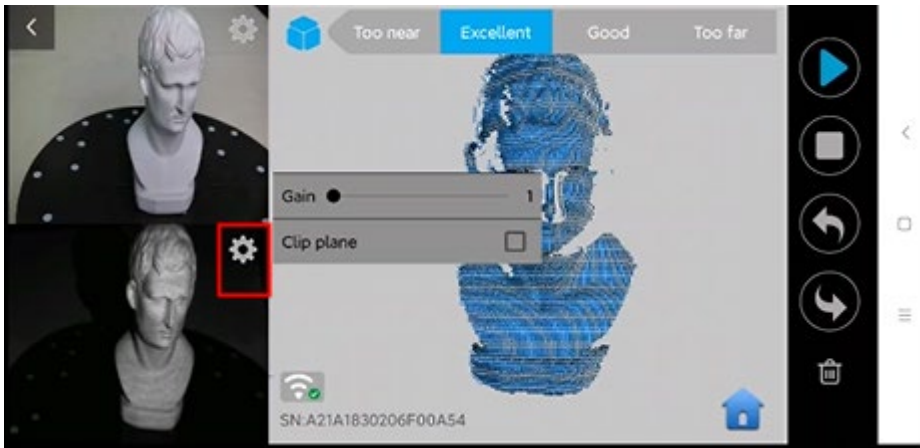 Too near
Excellent
Good
Too far
Gain 1
Clip plane
SN:A21A1830206F00A54